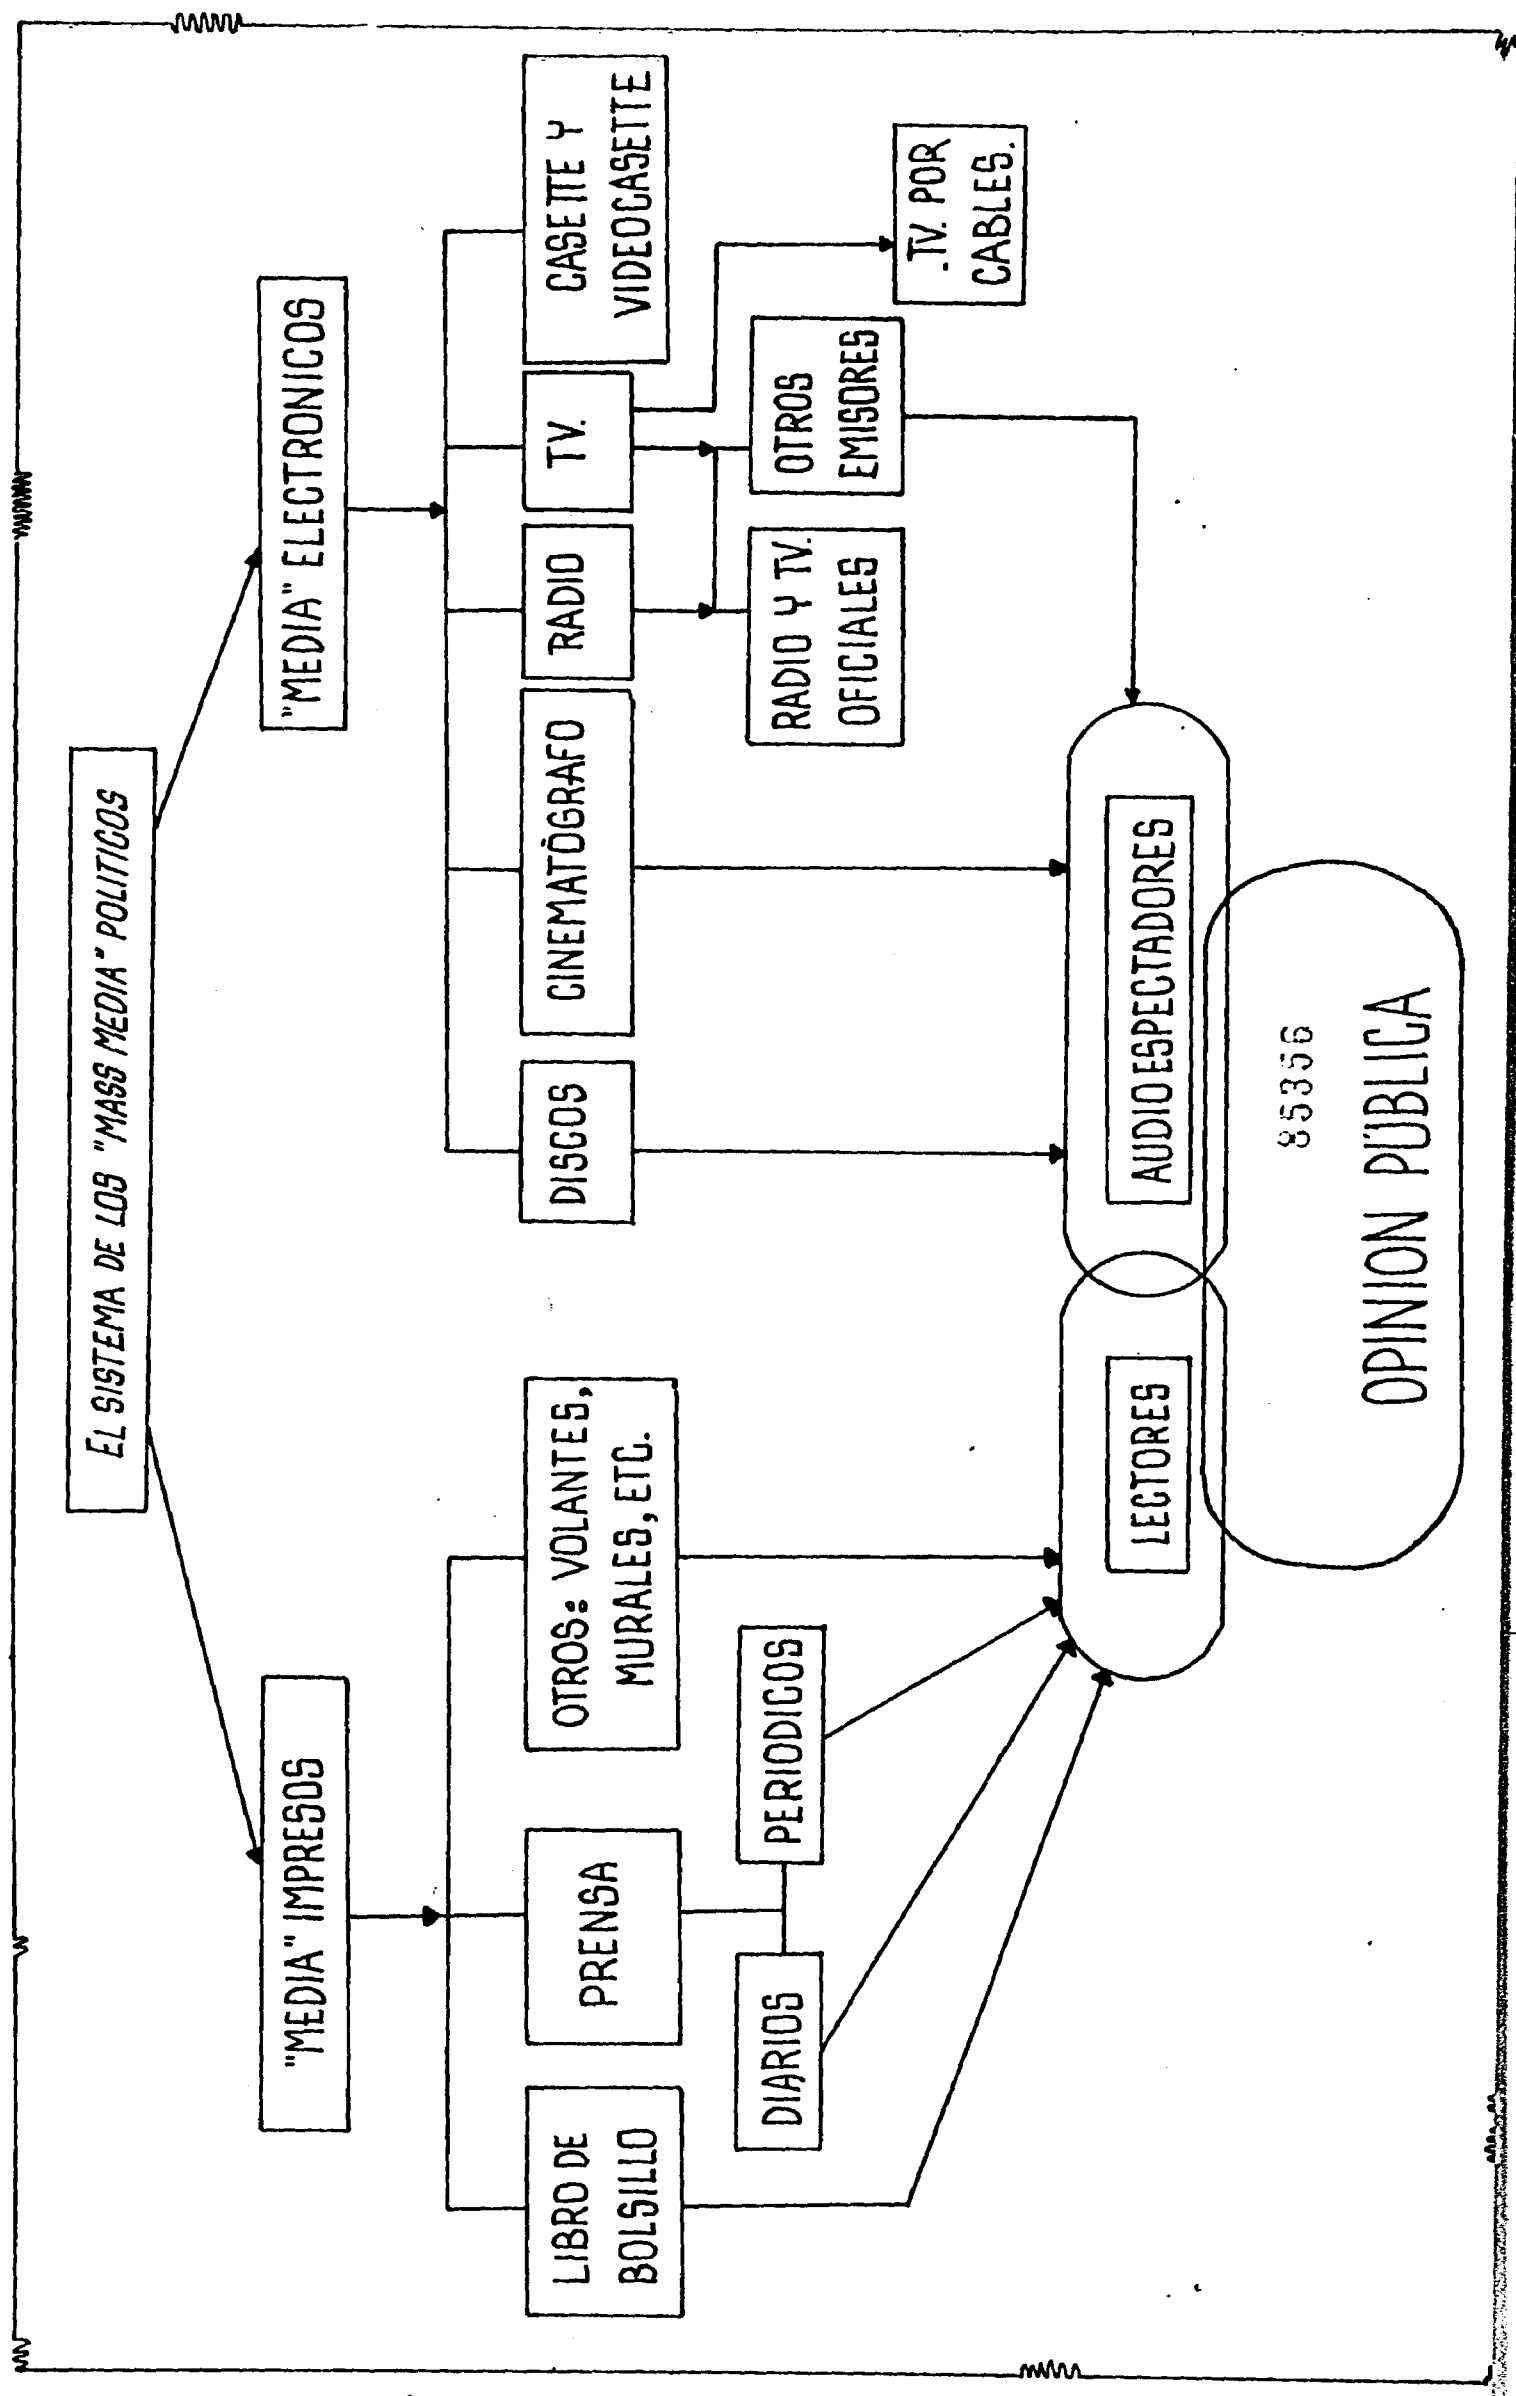 EL SISTEMA DE LOS "MASS MEDIA" POLITICOS
"MEDIA" IMPRESOS
"MEDIA" ELECTRONICOS
LIBRO DE
BOLSILLO
PRENSA
OTROS: VOLANTES,
MURALES, ETC.
DISCOS
CINEMATÓGRAFO
RADIO
TV.
CASETTE Y
VIDEOCASETTE
DIARIOS
PERIODICOS
RADIO Y TV.
OFICIALES
OTROS
EMISORES
.TV. POR
CABLES.
LECTORES
AUDIOESPECTADORES
85356
OPINION PÚBLICA